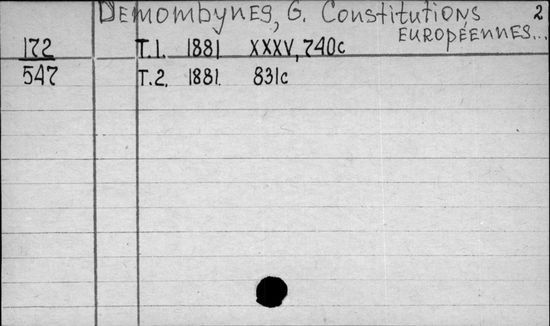 Demombynes, G. Constitutions 2
européennes...
172 T.1. 1881 XXXV, 740c
547 T.2. 1881. 831c